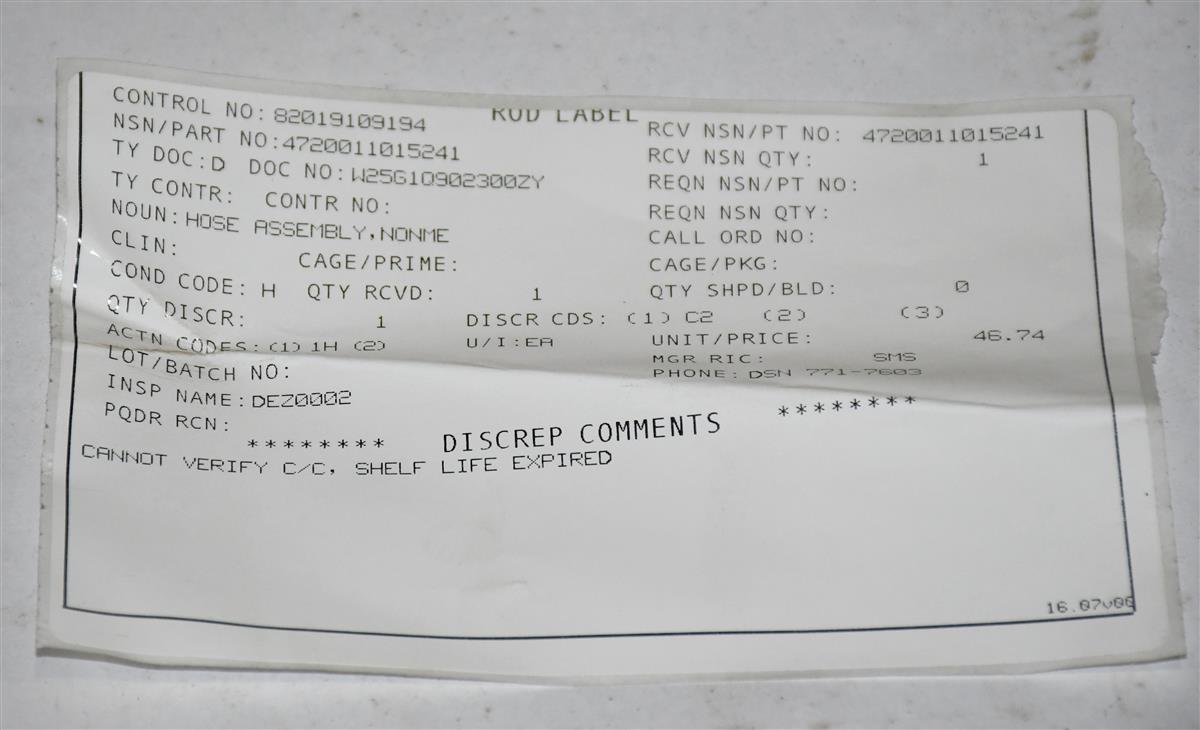 ROD LABEL
CONTROL NO: 82019109194
NSN/PART NO: 4720011015241
TY DOC: D DOC NO: W25G10902300ZY
TY CONTR: CONTR NO:
NOUN: HOSE ASSEMBLY,NONME
CLIN:
CAGE/PRIME:
COND CODE: H QTY RCVD: 1
QTY DISCR: 1 DISCR CDS: (1) C2 (2) (3)
ACTN CODES: (1) 1H (2) U/I: EA
LOT/BATCH NO:
INSP NAME: DEZ0002
PQDR RCN:
RCV NSN/PT NO: 4720011015241
RCV NSN QTY: 1
REQN NSN/PT NO:
REQN NSN QTY:
CALL ORD NO:
CAGE/PKG:
QTY SHPD/BLD: 0
UNIT/PRICE: 46.74
MGR RIC: SMS
PHONE: DSN 771-7603
******** DISCREP COMMENTS ********
CANNOT VERIFY C/C, SHELF LIFE EXPIRED